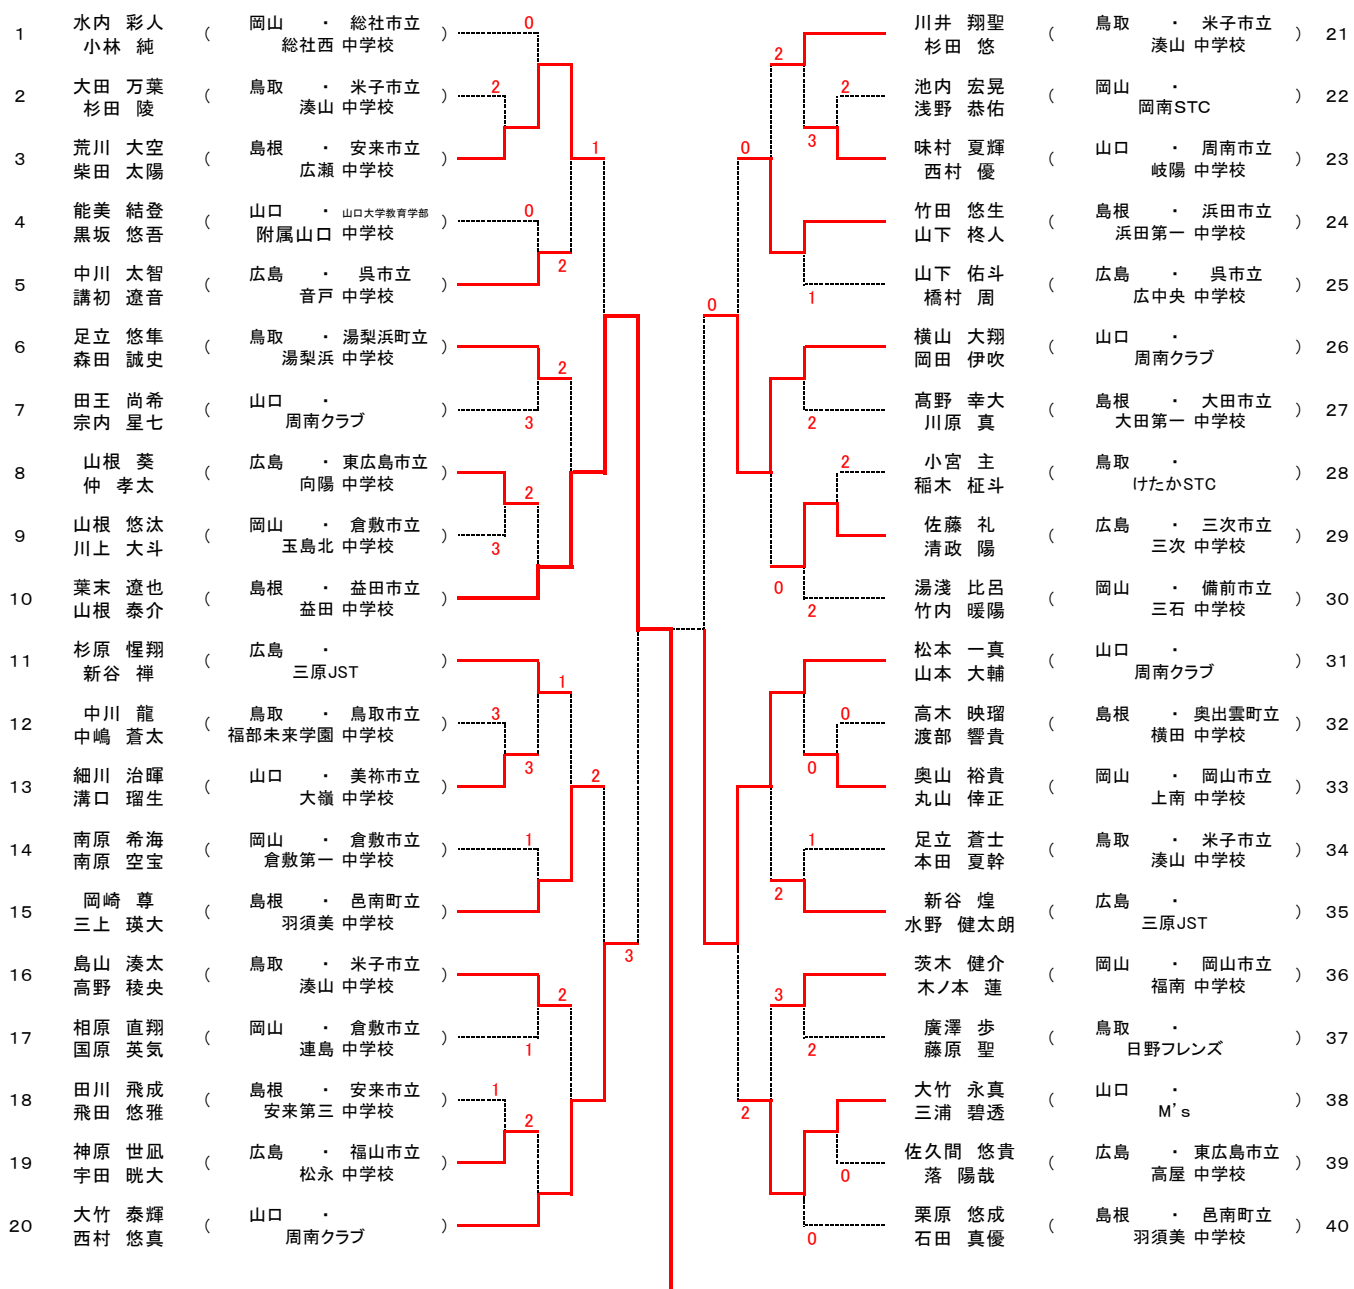 1 水内 彩人 小林 純 ( 岡山 ・ 総社市立 総社西 中学校 ) 0
2 大田 万葉 杉田 陵 ( 鳥取 ・ 米子市立 湊山 中学校 ) 2
3 荒川 大空 柴田 太陽 ( 島根 ・ 安来市立 広瀬 中学校 ) 1
4 能美 結登 黒坂 悠吾 ( 山口 ・ 山口大学教育学部 附属山口 中学校 ) 0
5 中川 太智 講初 遼音 ( 広島 ・ 呉市立 音戸 中学校 ) 2
6 足立 悠隼 森田 誠史 ( 鳥取 ・ 湯梨浜町立 湯梨浜 中学校 ) 2
7 田王 尚希 宗内 星七 ( 山口 ・ 周南クラブ ) 3
8 山根 葵 仲 孝太 ( 広島 ・ 東広島市立 向陽 中学校 ) 2
9 山根 悠汰 川上 大斗 ( 岡山 ・ 倉敷市立 玉島北 中学校 ) 3
10 葉末 遼也 山根 泰介 ( 島根 ・ 益田市立 益田 中学校 )
11 杉原 惺翔 新谷 禅 ( 広島 ・ 三原JST ) 1
12 中川 龍 中嶋 蒼太 ( 鳥取 ・ 鳥取市立 福部未来学園 中学校 ) 3
13 細川 治暉 溝口 瑠生 ( 山口 ・ 美祢市立 大嶺 中学校 ) 3 2
14 南原 希海 南原 空宝 ( 岡山 ・ 倉敷市立 倉敷第一 中学校 ) 1
15 岡崎 尊 三上 瑛大 ( 島根 ・ 邑南町立 羽須美 中学校 )
3
16 島山 湊太 高野 稜央 ( 鳥取 ・ 米子市立 湊山 中学校 ) 2
17 相原 直翔 国原 英気 ( 岡山 ・ 倉敷市立 連島 中学校 ) 1
18 田川 飛成 飛田 悠雅 ( 島根 ・ 安来市立 安来第三 中学校 ) 1
19 神原 世凪 宇田 晄大 ( 広島 ・ 福山市立 松永 中学校 ) 2
20 大竹 泰輝 西村 悠真 ( 山口 ・ 周南クラブ )
2 川井 翔聖 杉田 悠 ( 鳥取 ・ 米子市立 湊山 中学校 ) 21
2 池内 宏晃 浅野 恭佑 ( 岡山 ・ 岡南STC ) 22
0 3 味村 夏輝 西村 優 ( 山口 ・ 周南市立 岐陽 中学校 ) 23
竹田 悠生 山下 柊人 ( 島根 ・ 浜田市立 浜田第一 中学校 ) 24
1 山下 佑斗 橋村 周 ( 広島 ・ 呉市立 広中央 中学校 ) 25
0
横山 大翔 岡田 伊吹 ( 山口 ・ 周南クラブ ) 26
2 髙野 幸大 川原 真 ( 島根 ・ 大田市立 大田第一 中学校 ) 27
2 小宮 主 稲木 柾斗 ( 鳥取 ・ けたかSTC ) 28
佐藤 礼 清政 陽 ( 広島 ・ 三次市立 三次 中学校 ) 29
0 2 湯淺 比呂 竹内 暖陽 ( 岡山 ・ 備前市立 三石 中学校 ) 30
松本 一真 山本 大輔 ( 山口 ・ 周南クラブ ) 31
0 高木 映瑠 渡部 響貴 ( 島根 ・ 奥出雲町立 横田 中学校 ) 32
0 奥山 裕貴 丸山 倖正 ( 岡山 ・ 岡山市立 上南 中学校 ) 33
1 足立 蒼士 本田 夏幹 ( 鳥取 ・ 米子市立 湊山 中学校 ) 34
2 新谷 煌 水野 健太朗 ( 広島 ・ 三原JST ) 35
3 茨木 健介 木ノ本 蓮 ( 岡山 ・ 岡山市立 福南 中学校 ) 36
2 廣澤 歩 藤原 聖 ( 鳥取 ・ 日野フレンズ ) 37
2 大竹 永真 三浦 碧透 ( 山口 ・ M's ) 38
0 佐久間 悠貴 落 陽哉 ( 広島 ・ 東広島市立 高屋 中学校 ) 39
0 栗原 悠成 石田 真優 ( 島根 ・ 邑南町立 羽須美 中学校 ) 40